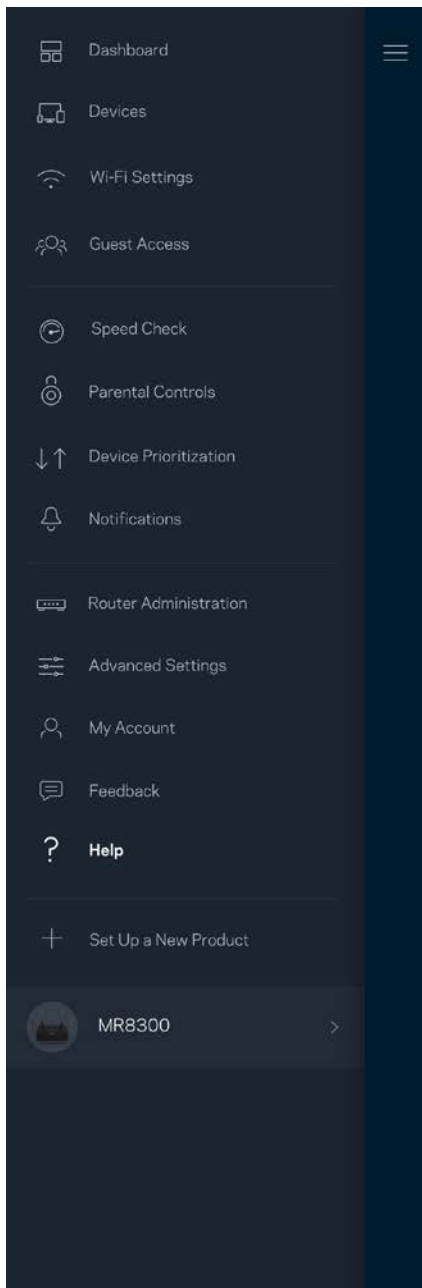 Dashboard
Devices
Wi-Fi Settings
Guest Access
Speed Check
Parental Controls
Device Prioritization
Notifications
Router Administration
Advanced Settings
My Account
Feedback
Help
Set Up a New Product
MR8300